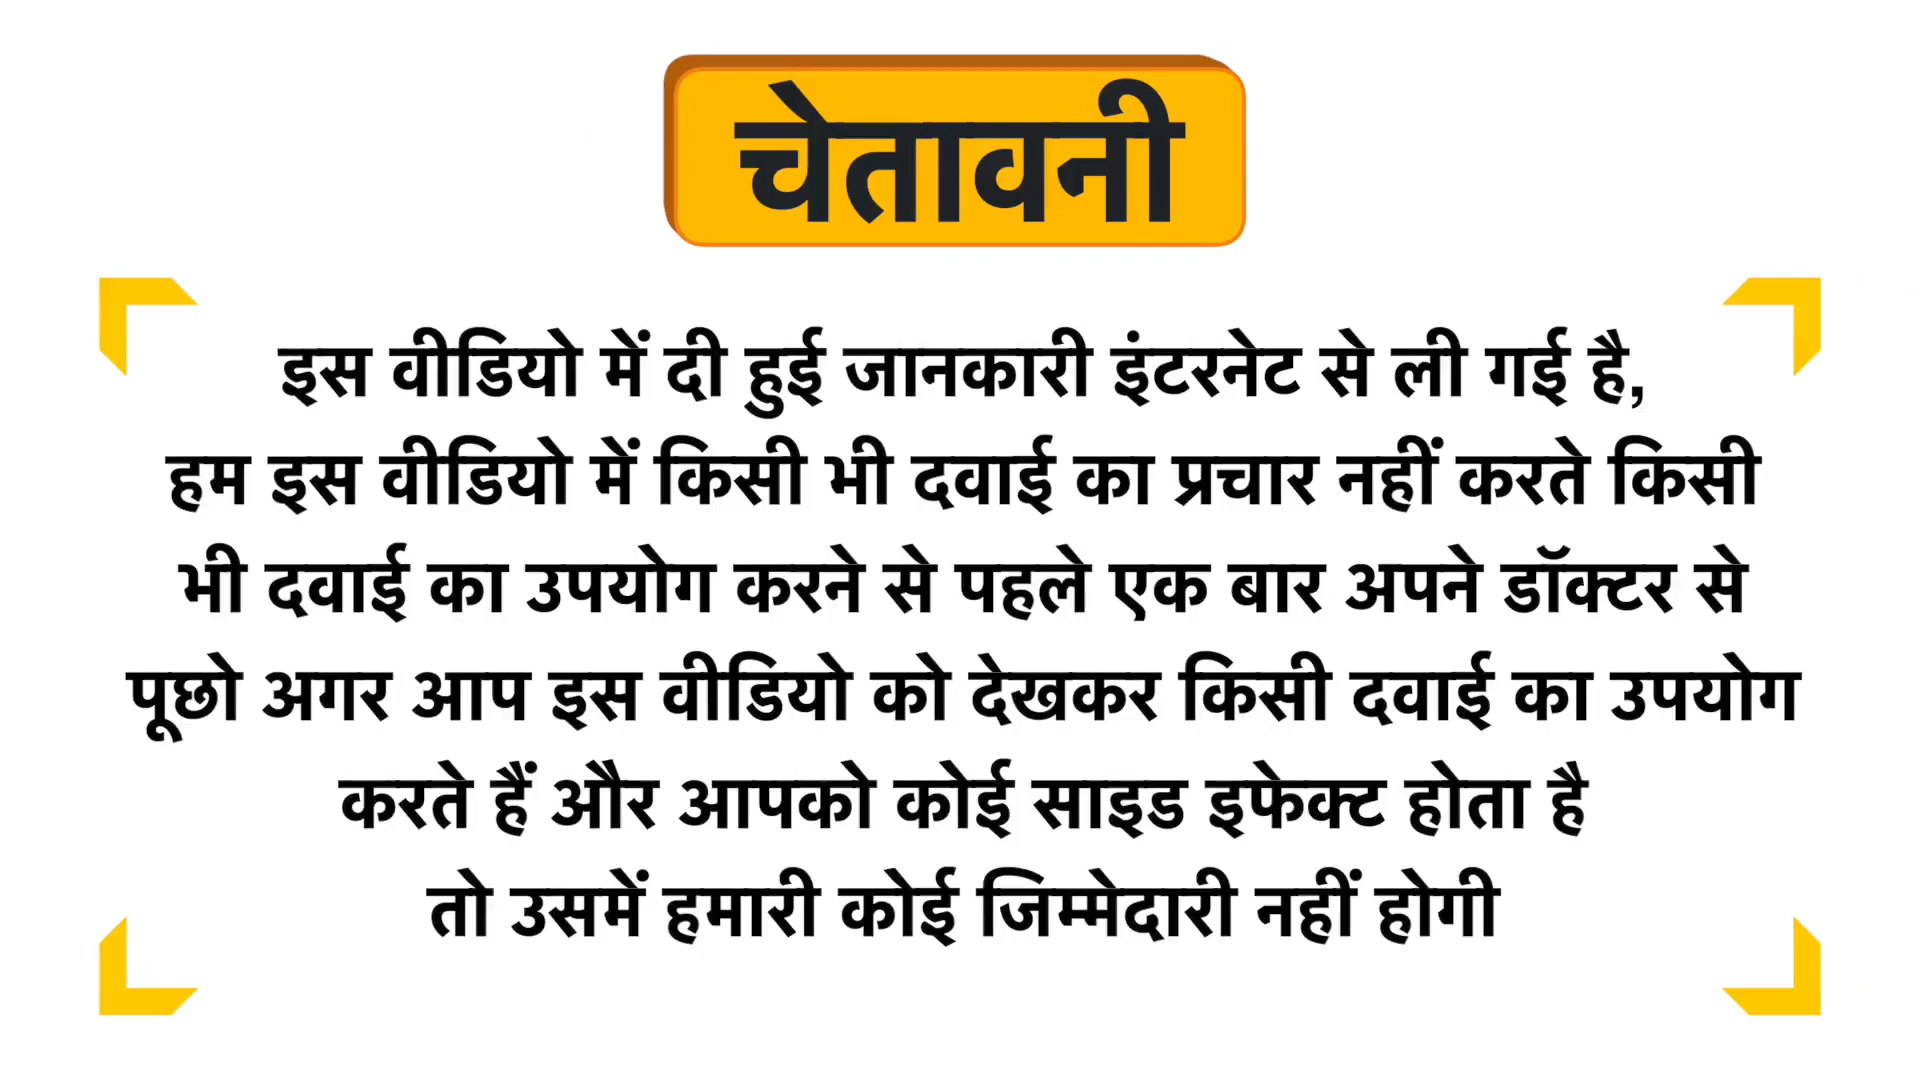 चेतावनी
इस वीडियो में दी हुई जानकारी इंटरनेट से ली गई है,
हम इस वीडियो में किसी भी दवाई का प्रचार नहीं करते किसी
भी दवाई का उपयोग करने से पहले एक बार अपने डॉक्टर से
पूछो अगर आप इस वीडियो को देखकर किसी दवाई का उपयोग
करते हैं और आपको कोई साइड इफेक्ट होता है
तो उसमें हमारी कोई जिम्मेदारी नहीं होगी